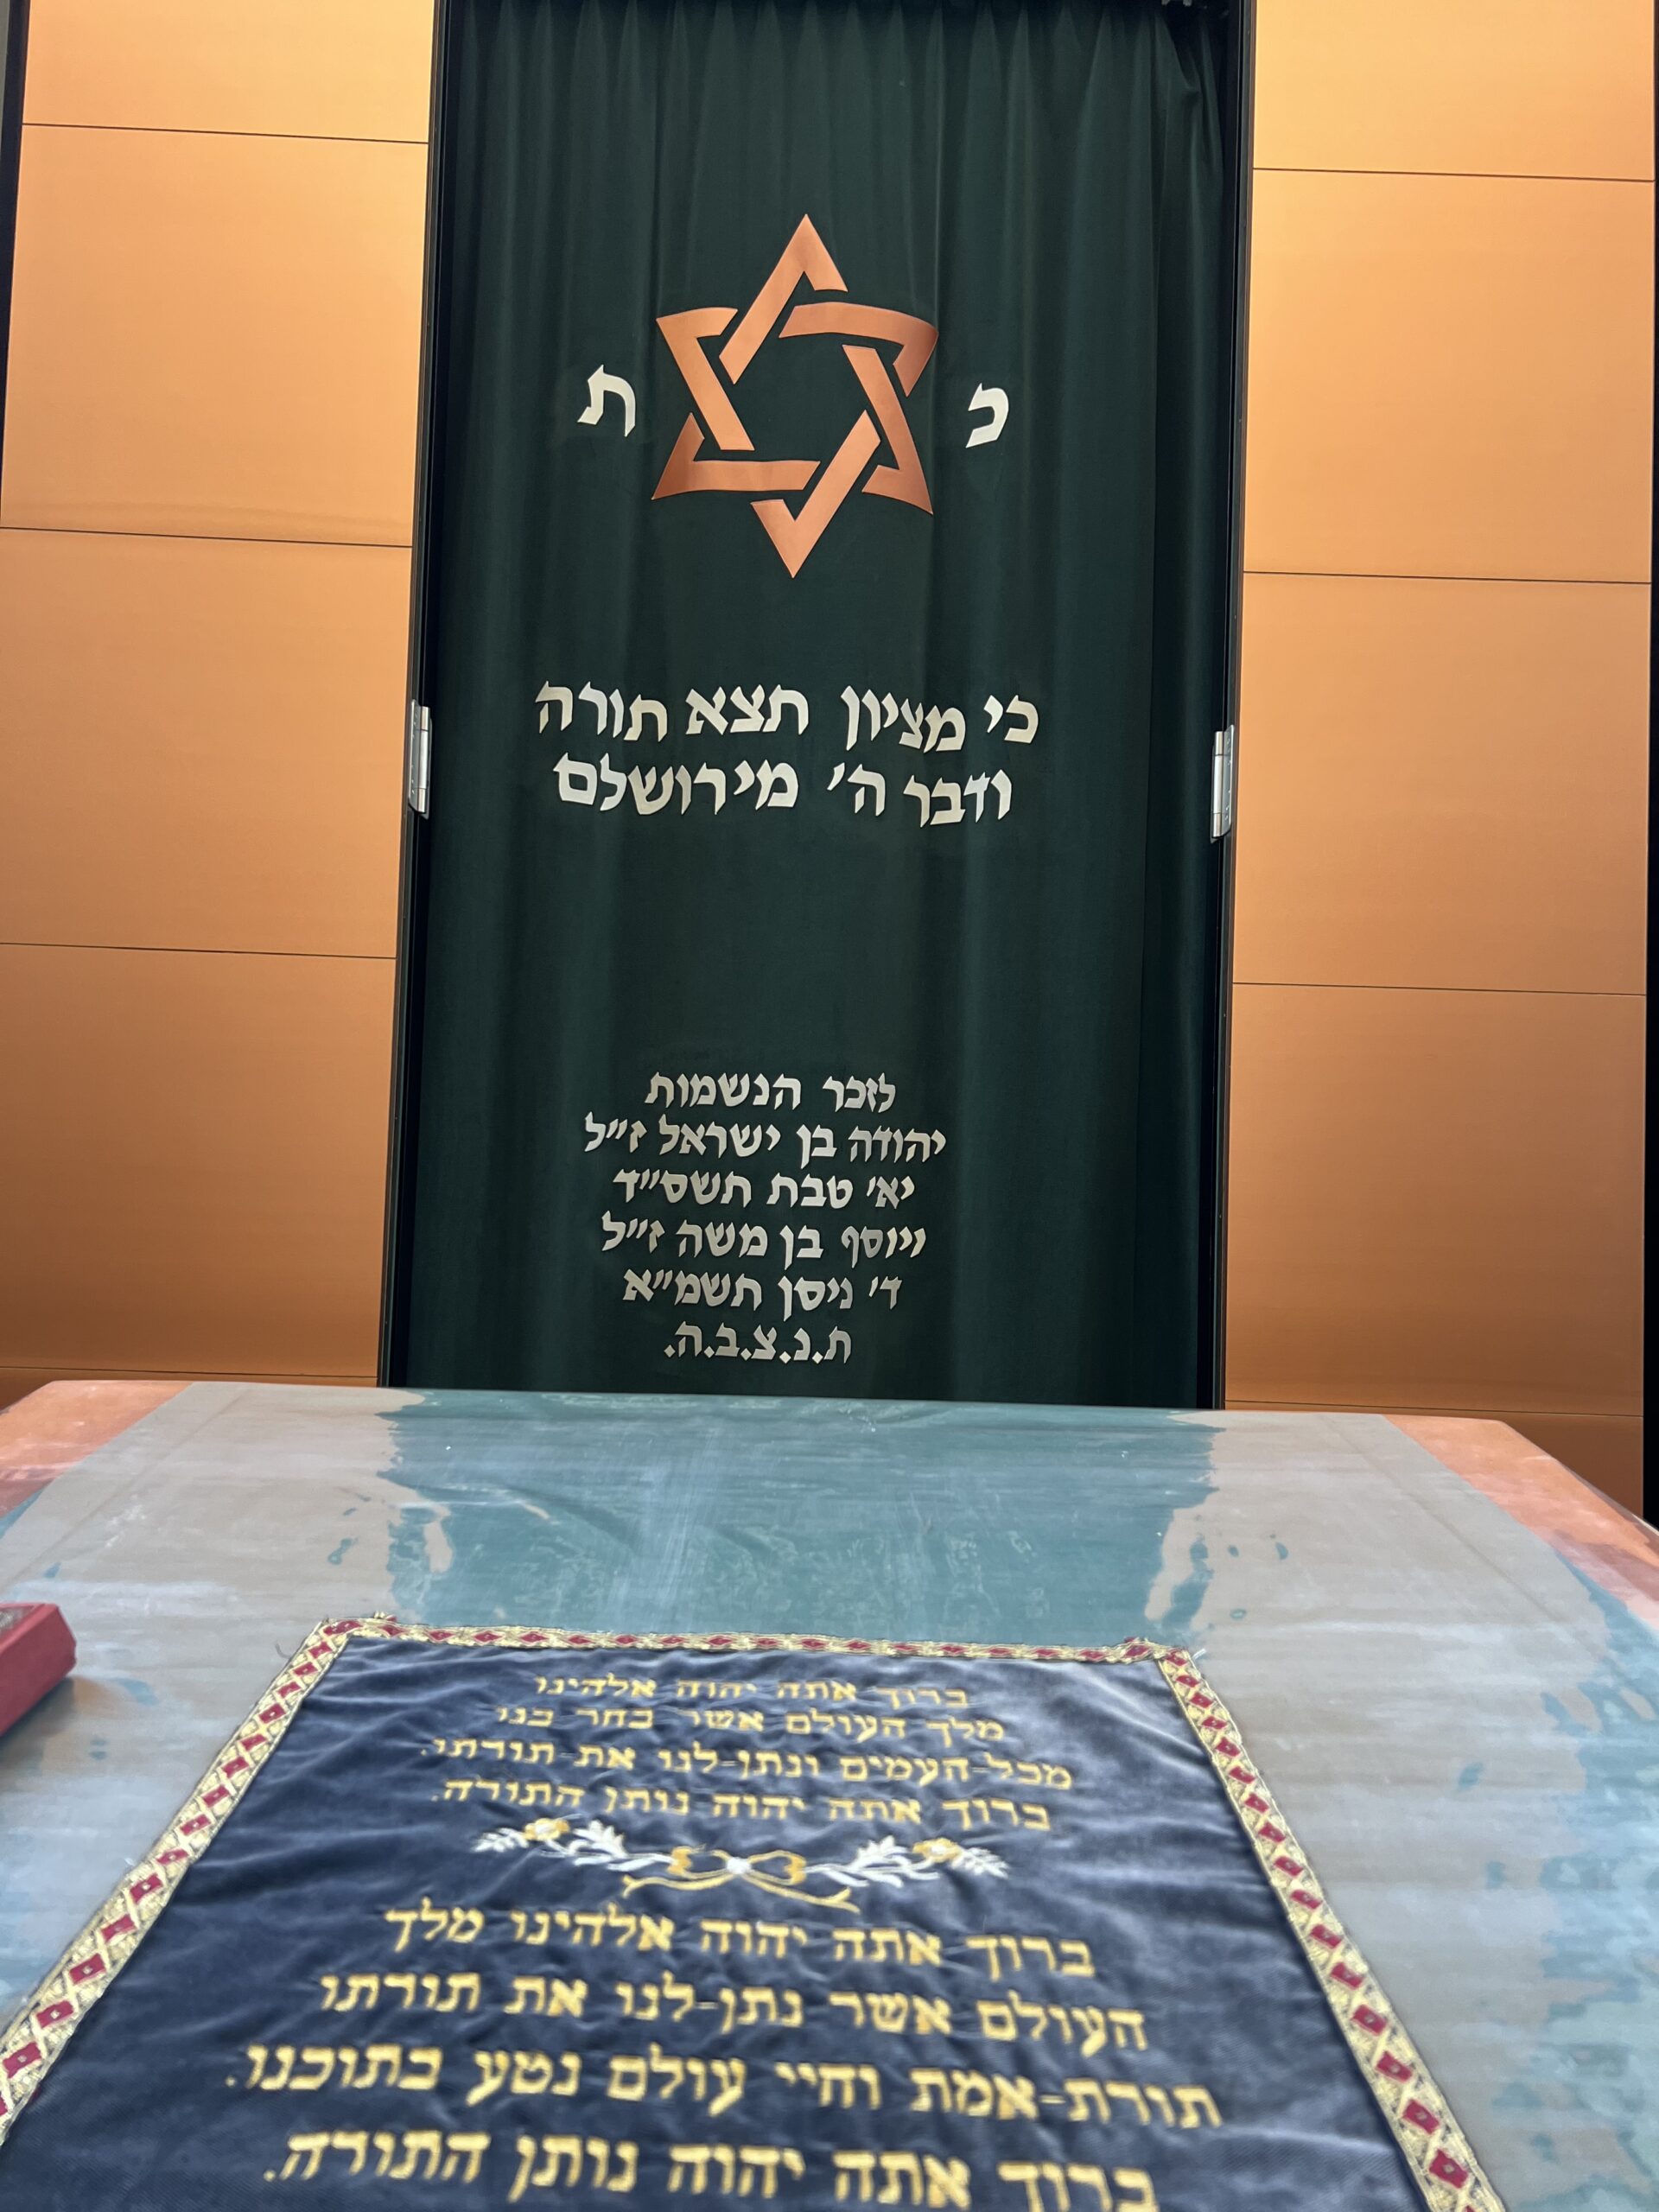 כ ת
כי מציון תצא תורה
ודבר ה׳ מירושלם
לזכר הנשמות
יהודה בן ישראל ז״ל
יא׳ טבת תשס״ד
ויוסף בן משה ז״ל
ד׳ ניסן תשמ״א
ת.נ.צ.ב.ה.
ברוך אתה יהוה אלהינו
מלך העולם אשר בחר בנו
מכל-העמים ונתן-לנו את תורתו.
ברוך אתה יהוה נותן התורה.
ברוך אתה יהוה אלהינו מלך
העולם אשר נתן-לנו את תורתו
תורת-אמת וחיי עולם נטע בתוכנו.
ברוך אתה יהוה נותן התורה.